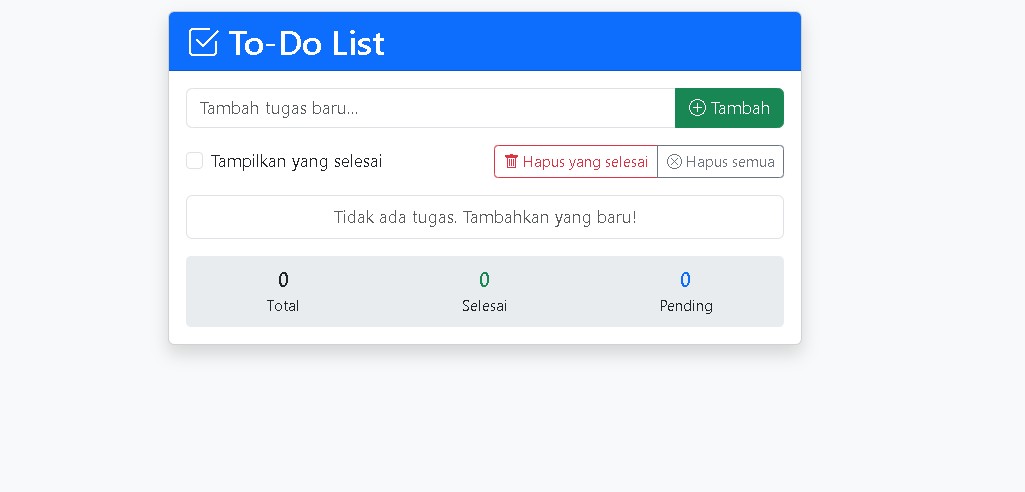 To-Do List
Tambah tugas baru...
Tambah
Tampilkan yang selesai
Hapus yang selesai
Hapus semua
Tidak ada tugas. Tambahkan yang baru!
0
Total
0
Selesai
0
Pending